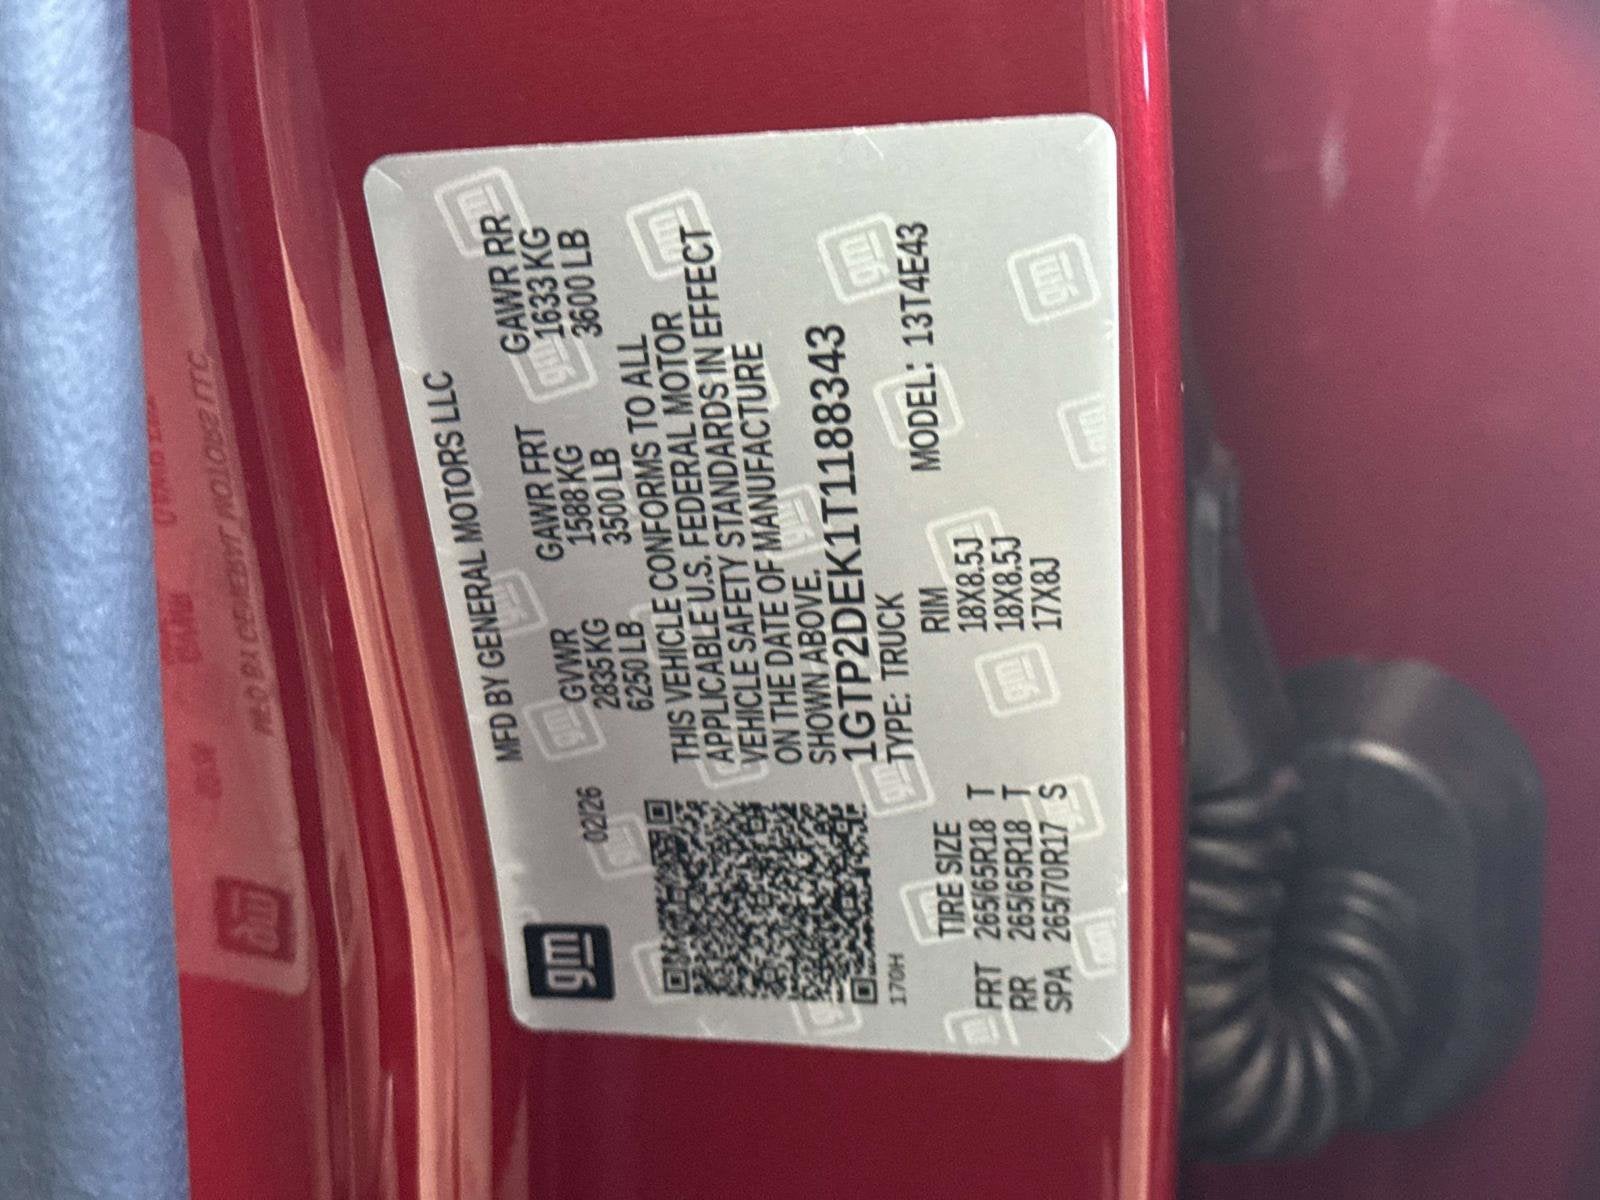 gm
02/26
MFD BY GENERAL MOTORS LLC
GVWR GAWR FRT GAWR RR
2835 KG 1588 KG 1633 KG
6250 LB 3500 LB 3600 LB
THIS VEHICLE CONFORMS TO ALL
APPLICABLE U.S. FEDERAL MOTOR
VEHICLE SAFETY STANDARDS IN EFFECT
ON THE DATE OF MANUFACTURE
SHOWN ABOVE.
1GTP2DEK1T1188343
170H
TYPE: TRUCK MODEL: 13T4E43
TIRE SIZE RIM
FRT 265/65R18 T 18X8.5J
RR 265/65R18 T 18X8.5J
SPA 265/70R17 S 17X8J